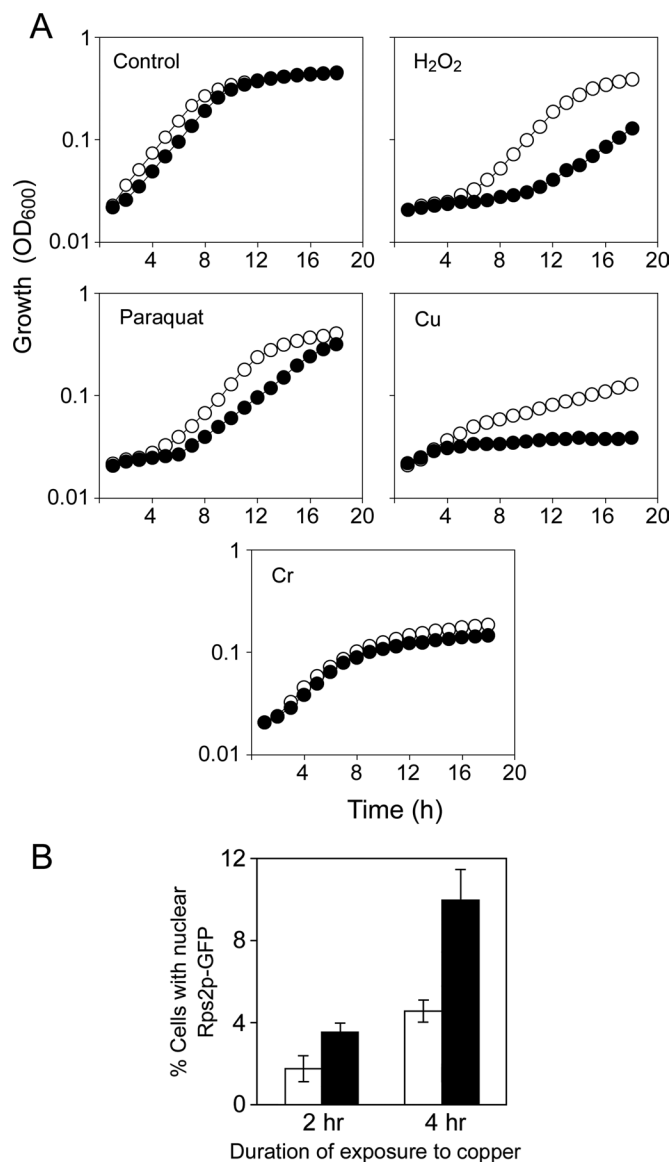 A
Growth (OD600)
Control
1
0.1
0.01
4 8 12 16 20
H2O2
4 8 12 16 20
Paraquat
1
0.1
0.01
4 8 12 16 20
Cu
4 8 12 16 20
Cr
1
0.1
0.01
4 8 12 16 20
Time (h)
B
% Cells with nuclear
Rps2p-GFP
12
8
4
0
2 hr 4 hr
Duration of exposure to copper